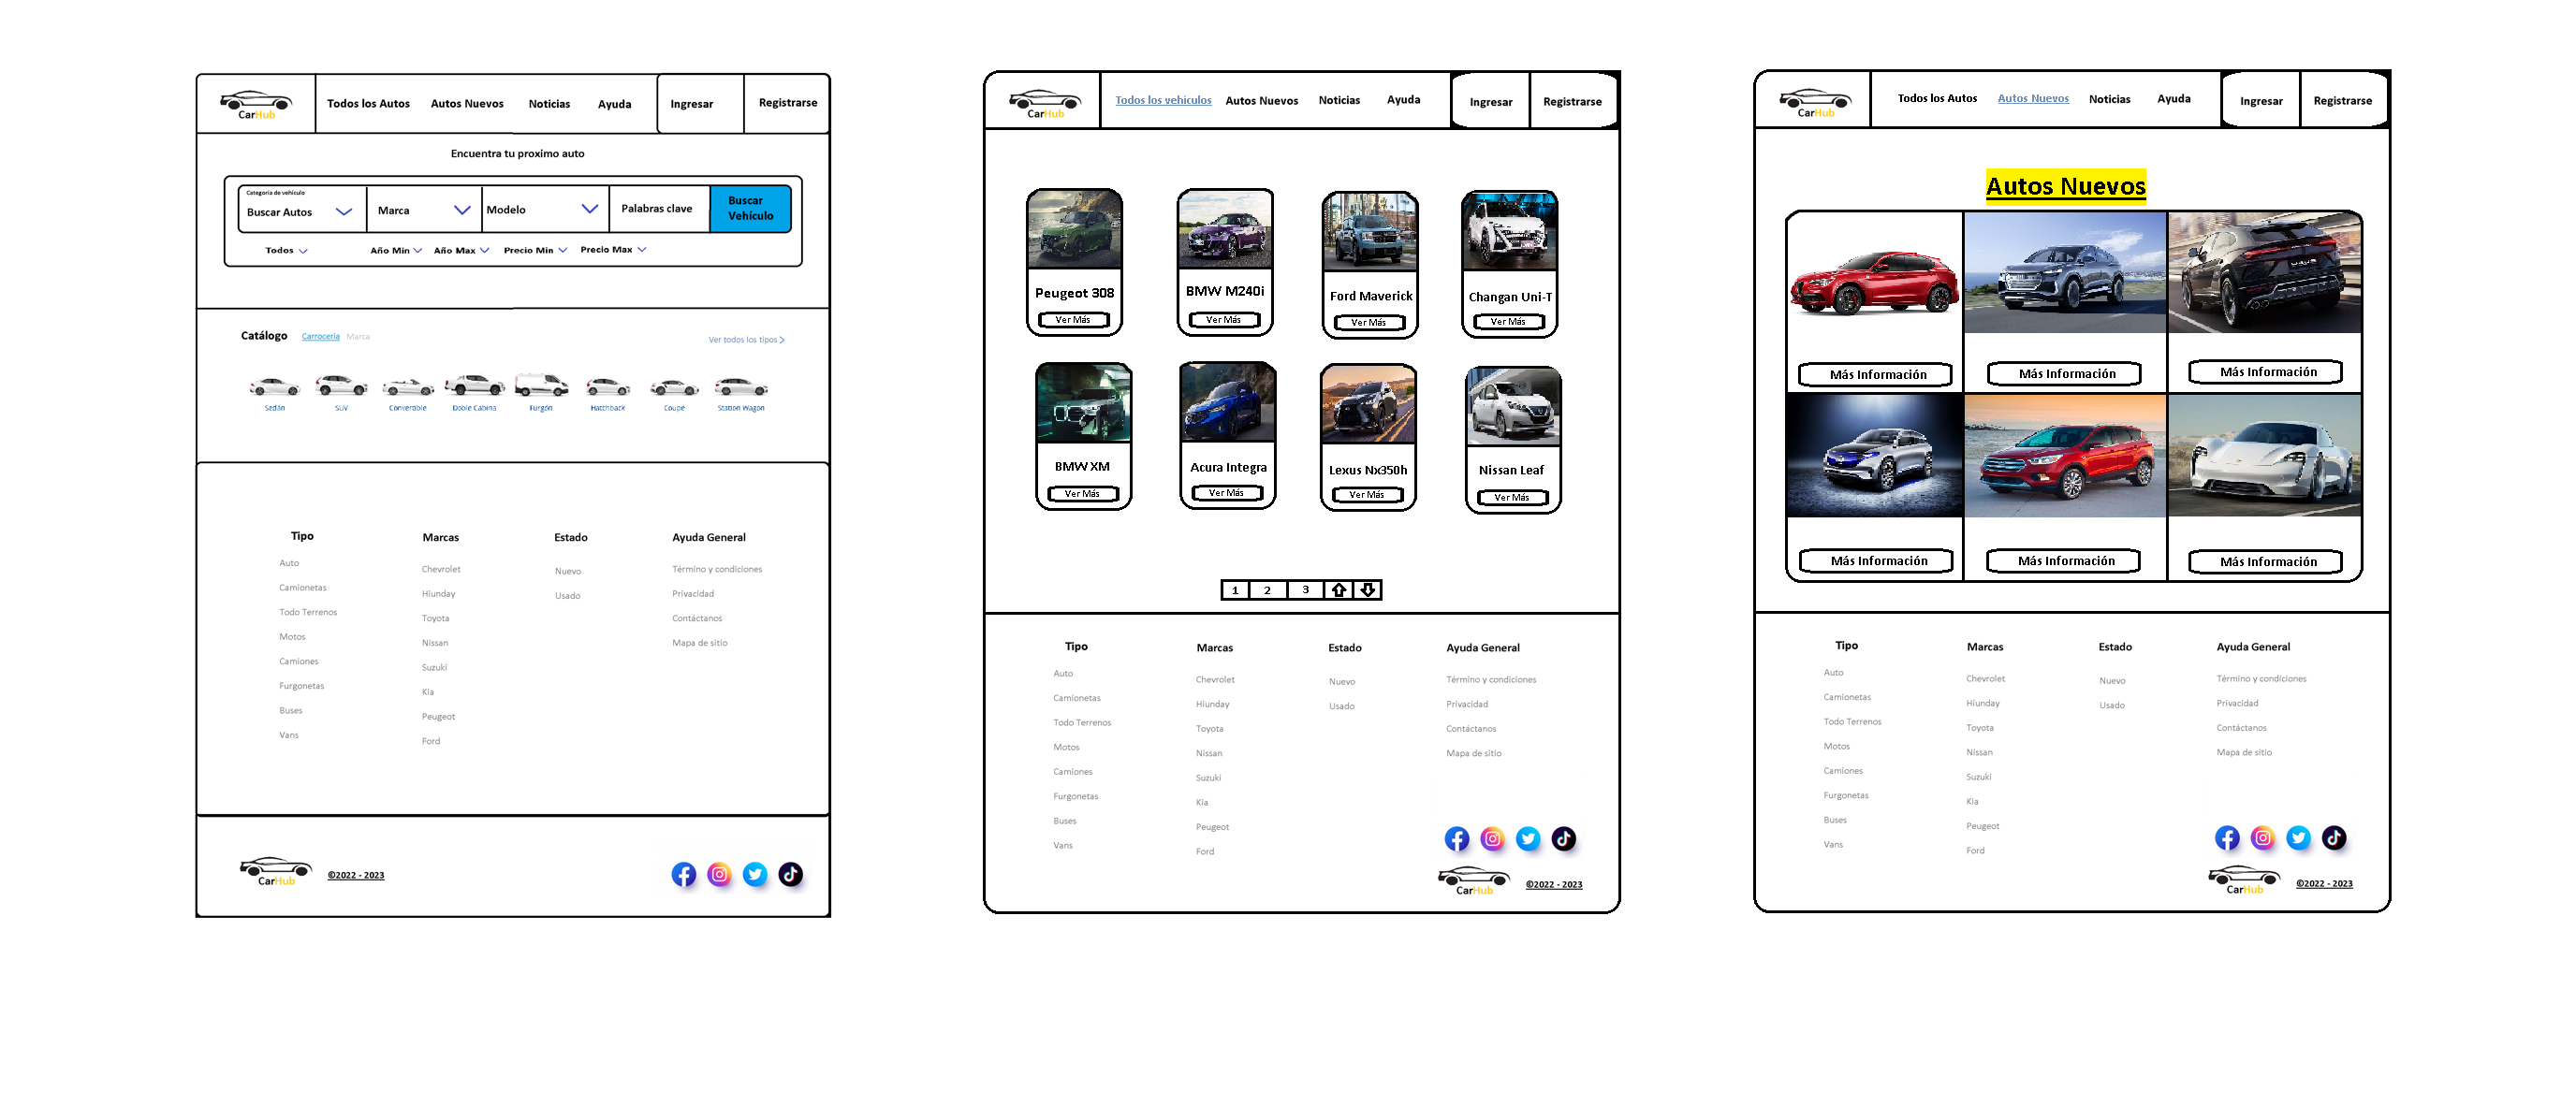 CarHub
Todos los Autos
Autos Nuevos
Noticias
Ayuda
Ingresar
Registrarse
Encuentra tu proximo auto
Categoría de vehículo
Buscar Autos
Marca
Modelo
Palabras clave
Buscar
Vehículo
Todos
Año Min
Año Max
Precio Min
Precio Max
Catálogo
Carrocería
Marca
Ver todos los tipos
Sedán
SUV
Convertible
Doble Cabina
Furgón
Hatchback
Coupé
Station Wagon
Tipo
Auto
Camionetas
Todo Terrenos
Motos
Camiones
Furgonetas
Buses
Vans
Marcas
Chevrolet
Hiunday
Toyota
Nissan
Suzuki
Kia
Peugeot
Ford
Estado
Nuevo
Usado
Ayuda General
Término y condiciones
Privacidad
Contáctanos
Mapa de sitio
CarHub
©2022 - 2023
CarHub
Todos los vehículos
Autos Nuevos
Noticias
Ayuda
Ingresar
Registrarse
Peugeot 308
Ver Más
BMW M240i
Ver Más
Ford Maverick
Ver Más
Changan Uni-T
Ver Más
BMW XM
Ver Más
Acura Integra
Ver Más
Lexus Nx350h
Ver Más
Nissan Leaf
Ver Más
1
2
3
Tipo
Auto
Camionetas
Todo Terrenos
Motos
Camiones
Furgonetas
Buses
Vans
Marcas
Chevrolet
Hiunday
Toyota
Nissan
Suzuki
Kia
Peugeot
Ford
Estado
Nuevo
Usado
Ayuda General
Término y condiciones
Privacidad
Contáctanos
Mapa de sitio
CarHub
©2022 - 2023
CarHub
Todos los Autos
Autos Nuevos
Noticias
Ayuda
Ingresar
Registrarse
Autos Nuevos
Más Información
Más Información
Más Información
Más Información
Más Información
Más Información
Tipo
Auto
Camionetas
Todo Terrenos
Motos
Camiones
Furgonetas
Buses
Vans
Marcas
Chevrolet
Hiunday
Toyota
Nissan
Suzuki
Kia
Peugeot
Ford
Estado
Nuevo
Usado
Ayuda General
Término y condiciones
Privacidad
Contáctanos
Mapa de sitio
CarHub
©2022 - 2023